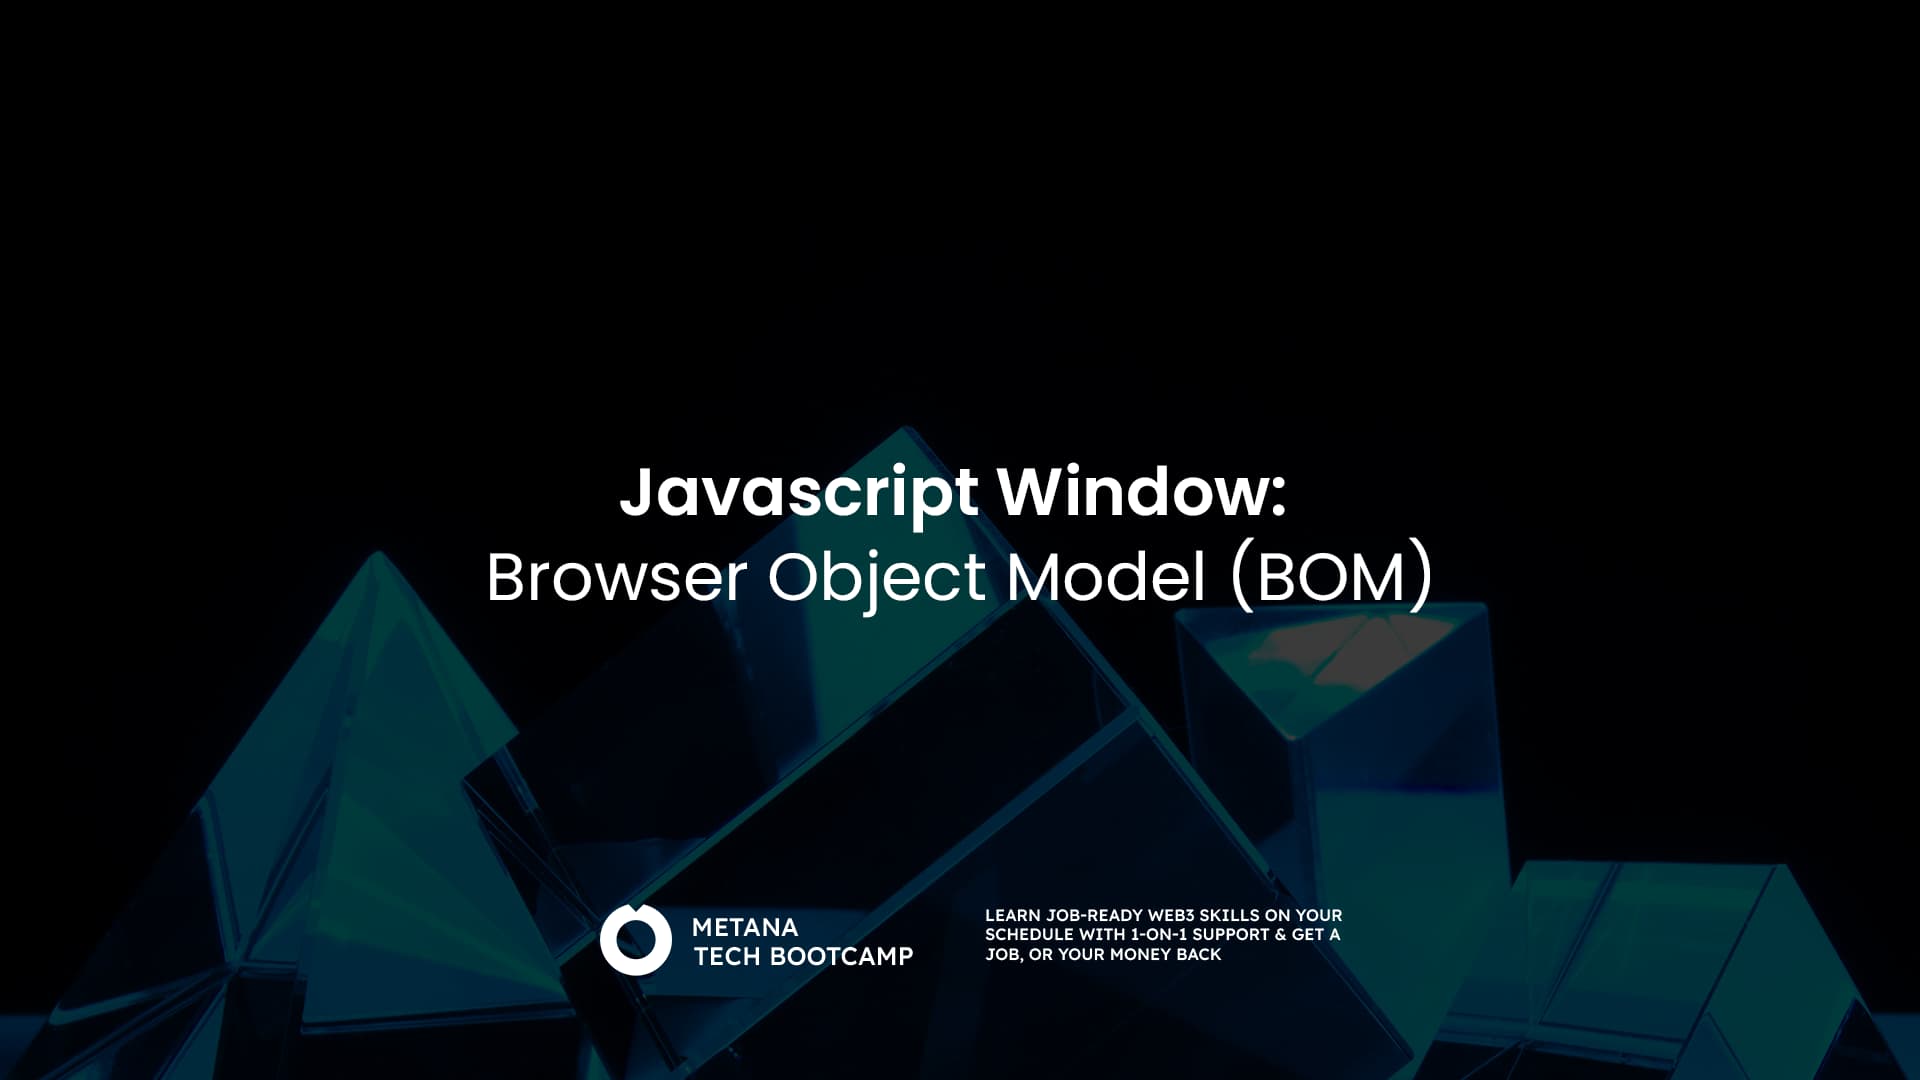 Javascript Window:
Browser Object Model (BOM)
METANA
TECH BOOTCAMP
LEARN JOB-READY WEB3 SKILLS ON YOUR
SCHEDULE WITH 1-ON-1 SUPPORT & GET A
JOB, OR YOUR MONEY BACK